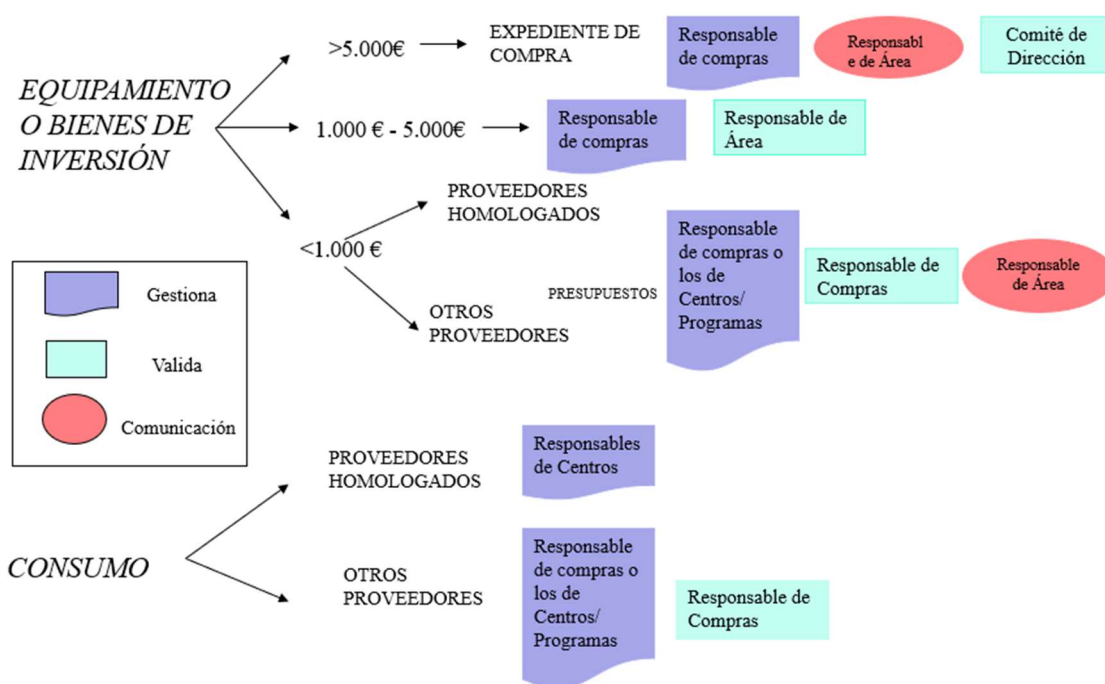 >5.000€
EXPEDIENTE DE
COMPRA
Responsable
de compras
Responsabl
e de Área
Comité de
Dirección
EQUIPAMIENTO
O BIENES DE
INVERSIÓN
1.000 € - 5.000€
Responsable
de compras
Responsable de
Área
<1.000 €
PROVEEDORES
HOMOLOGADOS
OTROS
PROVEEDORES
PRESUPUESTOS
Responsable
de compras o
los de
Centros/
Programas
Responsable de
Compras
Responsable
de Área
Gestiona
Valida
Comunicación
CONSUMO
PROVEEDORES
HOMOLOGADOS
Responsables
de Centros
OTROS
PROVEEDORES
Responsable
de compras o
los de
Centros/
Programas
Responsable de
Compras